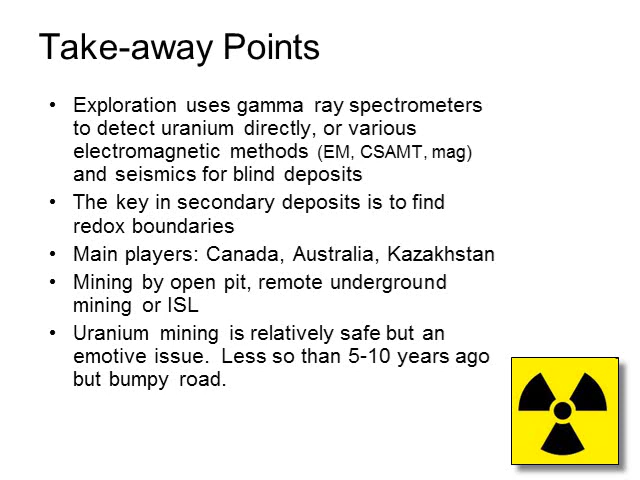 Take-away Points
• Exploration uses gamma ray spectrometers
to detect uranium directly, or various
electromagnetic methods (EM, CSAMT, mag)
and seismics for blind deposits
• The key in secondary deposits is to find
redox boundaries
• Main players: Canada, Australia, Kazakhstan
• Mining by open pit, remote underground
mining or ISL
• Uranium mining is relatively safe but an
emotive issue. Less so than 5-10 years ago
but bumpy road.